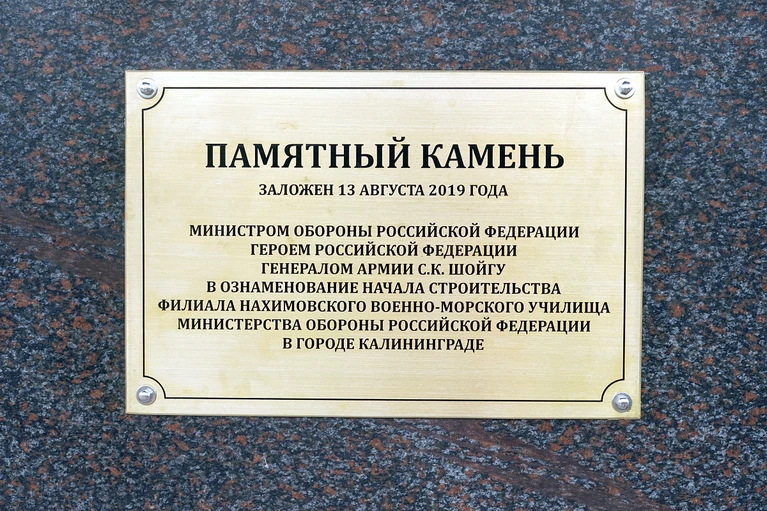 ПАМЯТНЫЙ КАМЕНЬ
ЗАЛОЖЕН 13 АВГУСТА 2019 ГОДА
МИНИСТРОМ ОБОРОНЫ РОССИЙСКОЙ ФЕДЕРАЦИИ
ГЕРОЕМ РОССИЙСКОЙ ФЕДЕРАЦИИ
ГЕНЕРАЛОМ АРМИИ С.К. ШОЙГУ
В ОЗНАМЕНОВАНИЕ НАЧАЛА СТРОИТЕЛЬСТВА
ФИЛИАЛА НАХИМОВСКОГО ВОЕННО-МОРСКОГО УЧИЛИЩА
МИНИСТЕРСТВА ОБОРОНЫ РОССИЙСКОЙ ФЕДЕРАЦИИ
В ГОРОДЕ КАЛИНИНГРАДЕ